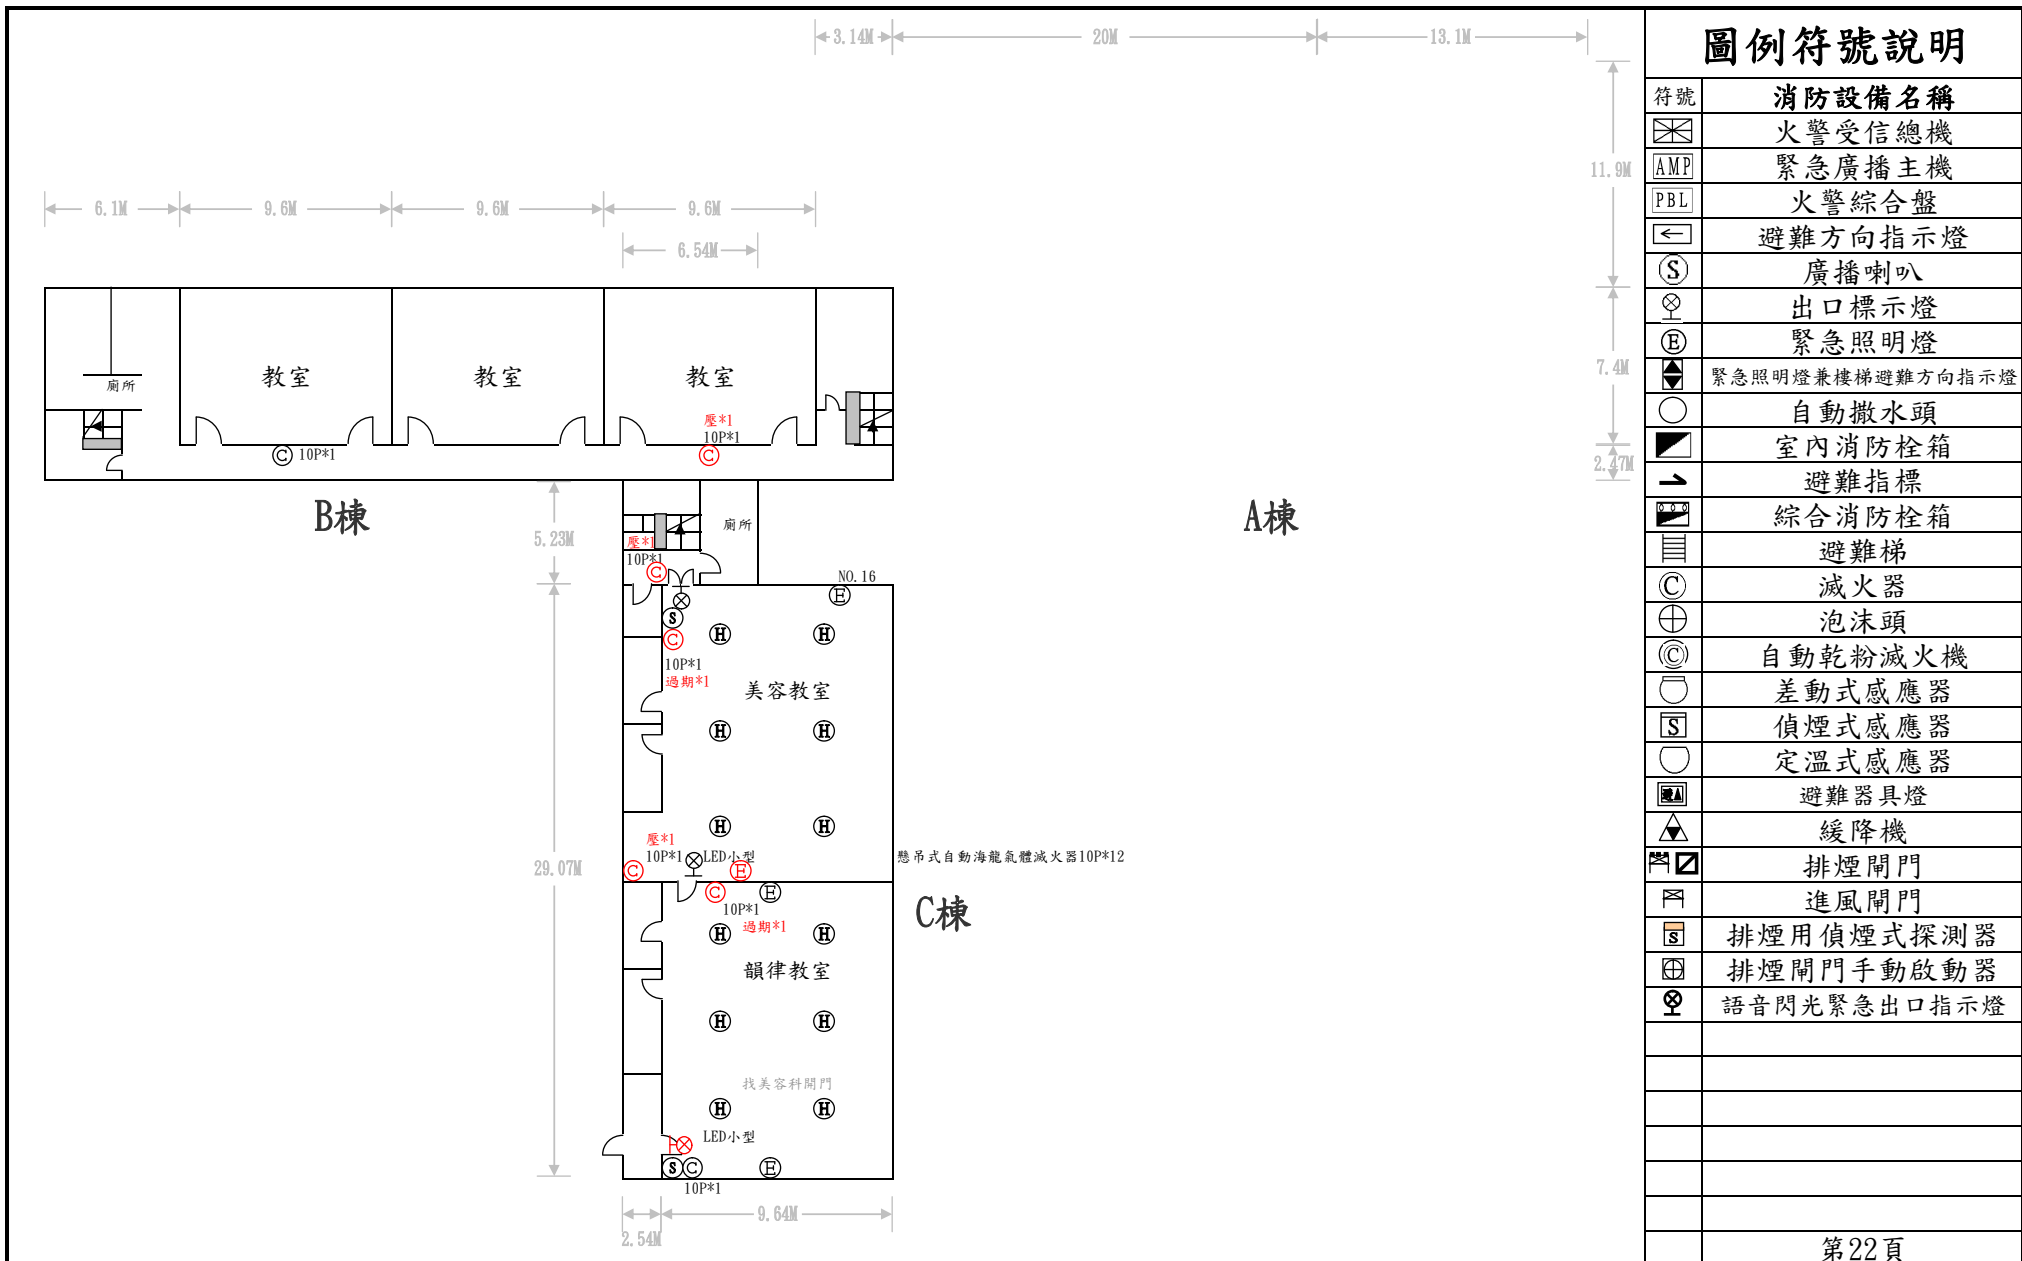 3.14M
20M
13.1M
11.9M
6.1M
9.6M
9.6M
9.6M
6.54M
7.4M
2.47M
教室
教室
教室
廁所
壓*1
10P*1
C
C 10P*1
B棟
A棟
5.23M
廁所
壓*1
10P*1
C
NO.16
E
S
C
H
H
10P*1
過期*1
美容教室
H
H
H
H
壓*1
10P*1
LED小型
C
E
懸吊式自動海龍氣體滅火器10P*12
29.07M
C
E
10P*1
過期*1
C棟
H
H
韻律教室
H
H
找美容科開門
H
H
LED小型
S
C
E
10P*1
9.64M
2.54M
圖例符號說明
符號 消防設備名稱
火警受信總機
AMP 緊急廣播主機
PBL 火警綜合盤
避難方向指示燈
S 廣播喇叭
出口標示燈
E 緊急照明燈
緊急照明燈兼樓梯避難方向指示燈
自動撒水頭
室內消防栓箱
避難指標
綜合消防栓箱
避難梯
C 滅火器
泡沫頭
C 自動乾粉滅火機
差動式感應器
S 偵煙式感應器
定溫式感應器
避難器具燈
緩降機
排煙閘門
進風閘門
S 排煙用偵煙式探測器
排煙閘門手動啟動器
語音閃光緊急出口指示燈
第22頁